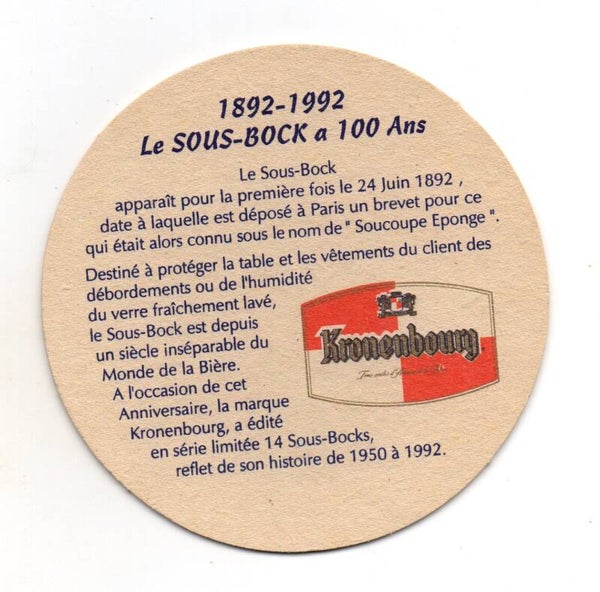 1892-1992
Le SOUS-BOCK a 100 Ans
Le Sous-Bock
apparaît pour la première fois le 24 Juin 1892 ,
date à laquelle est déposé à Paris un brevet pour ce
qui était alors connu sous le nom de " Soucoupe Eponge ".
Destiné à protéger la table et les vêtements du client des
débordements ou de l'humidité
du verre fraîchement lavé,
le Sous-Bock est depuis
un siècle inséparable du
Monde de la Bière.
A l'occasion de cet
Anniversaire, la marque
Kronenbourg, a édité
en série limitée 14 Sous-Bocks,
reflet de son histoire de 1950 à 1992.
Kronenbourg